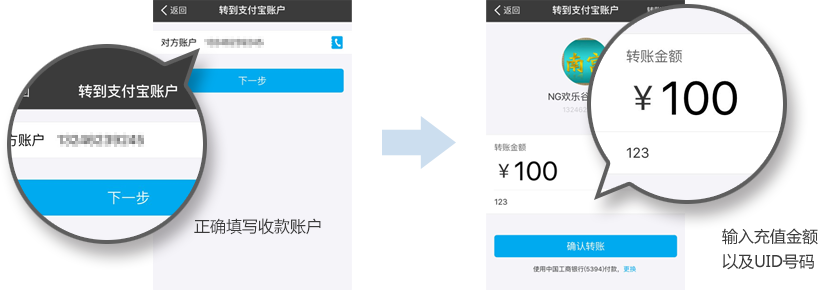 返回
转到支付宝账户
对方账户
下一步
转到支付宝账户
方账户
下一步
正确填写收款账户
返回
转到支付宝账户
转账
NG欢乐谷
转账金额
¥100
123
转账金额
¥100
123
确认转账
使用中国工商银行(5394)付款，更换
输入充值金额
以及UID号码